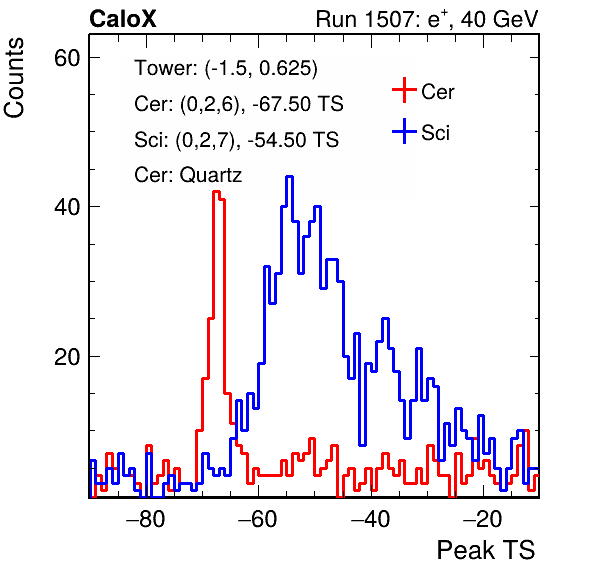 CaloX Run 1507: e+, 40 GeV
Counts
60
40
20
Tower: (-1.5, 0.625)
Cer: (0,2,6), -67.50 TS
Sci: (0,2,7), -54.50 TS
Cer: Quartz
Cer
Sci
−80 −60 −40 −20
Peak TS